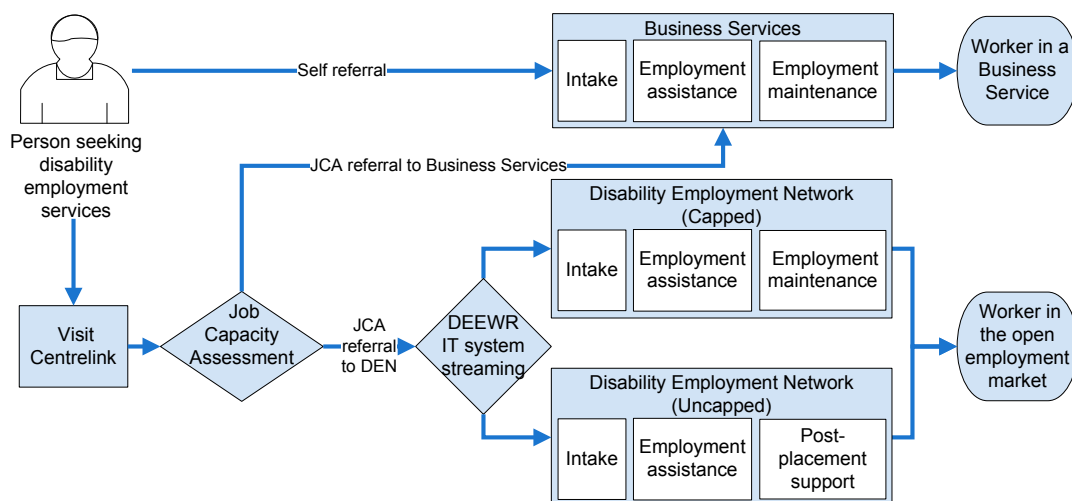 Business Services
Intake
Employment
assistance
Employment
maintenance
Worker in a
Business
Service
Self referral
Person seeking
disability
employment
services
JCA referral to Business Services
Disability Employment Network
(Capped)
Intake
Employment
assistance
Employment
maintenance
Visit
Centrelink
Job
Capacity
Assessment
JCA
referral
to DEN
DEEWR
IT system
streaming
Worker in
the open
employment
market
Disability Employment Network
(Uncapped)
Intake
Employment
assistance
Post-
placement
support